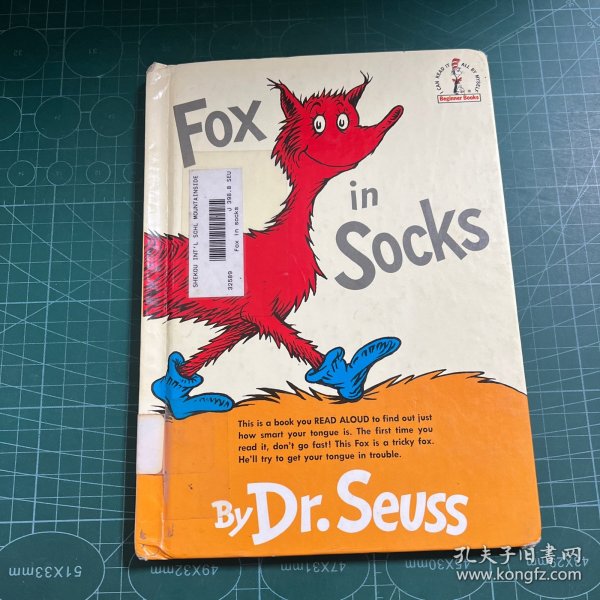 I CAN READ IT ALL BY MYSELF
Beginner Books
Fox
in
Socks
SHEKOU INT'L SCHL MOUNTAINSIDE
J 398.8 SEU
Fox in socks
32589
This is a book you READ ALOUD to find out just
how smart your tongue is. The first time you
read it, don't go fast! This Fox is a tricky fox.
He'll try to get your tongue in trouble.
By Dr. Seuss
51X33mm
49X32mm
47X31mm
45X30mm
孔夫子旧书网
www.kongfz.com